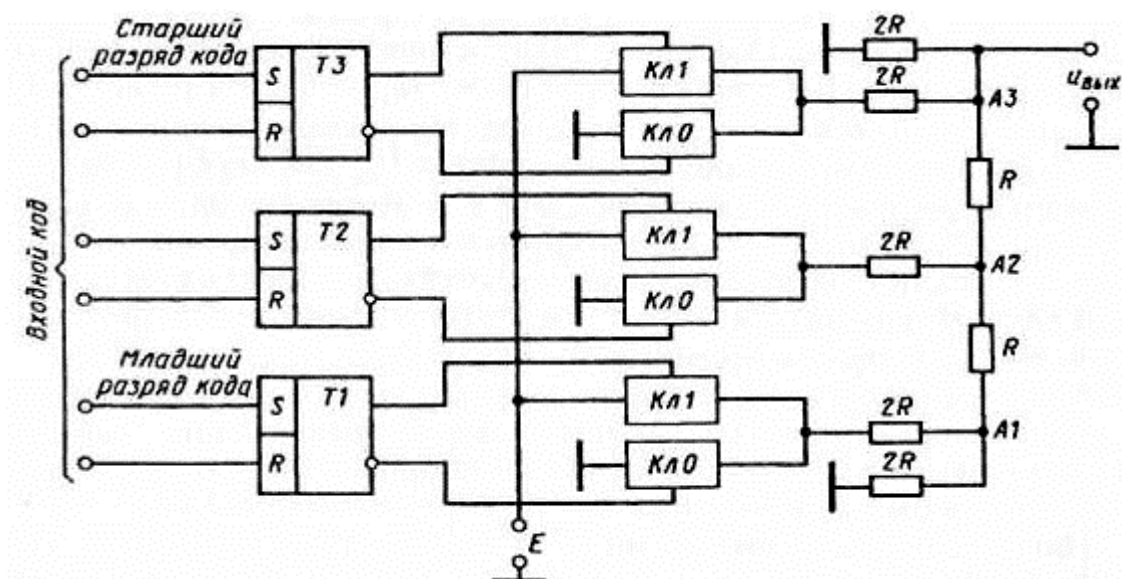 Старший
разряд кода
S
T3
R
Кл1
Кл0
2R
2R
A3
uвых
R
Входной код
S
T2
R
Кл1
Кл0
2R
A2
R
Младший
разряд кода
S
T1
R
Кл1
Кл0
2R
A1
2R
E